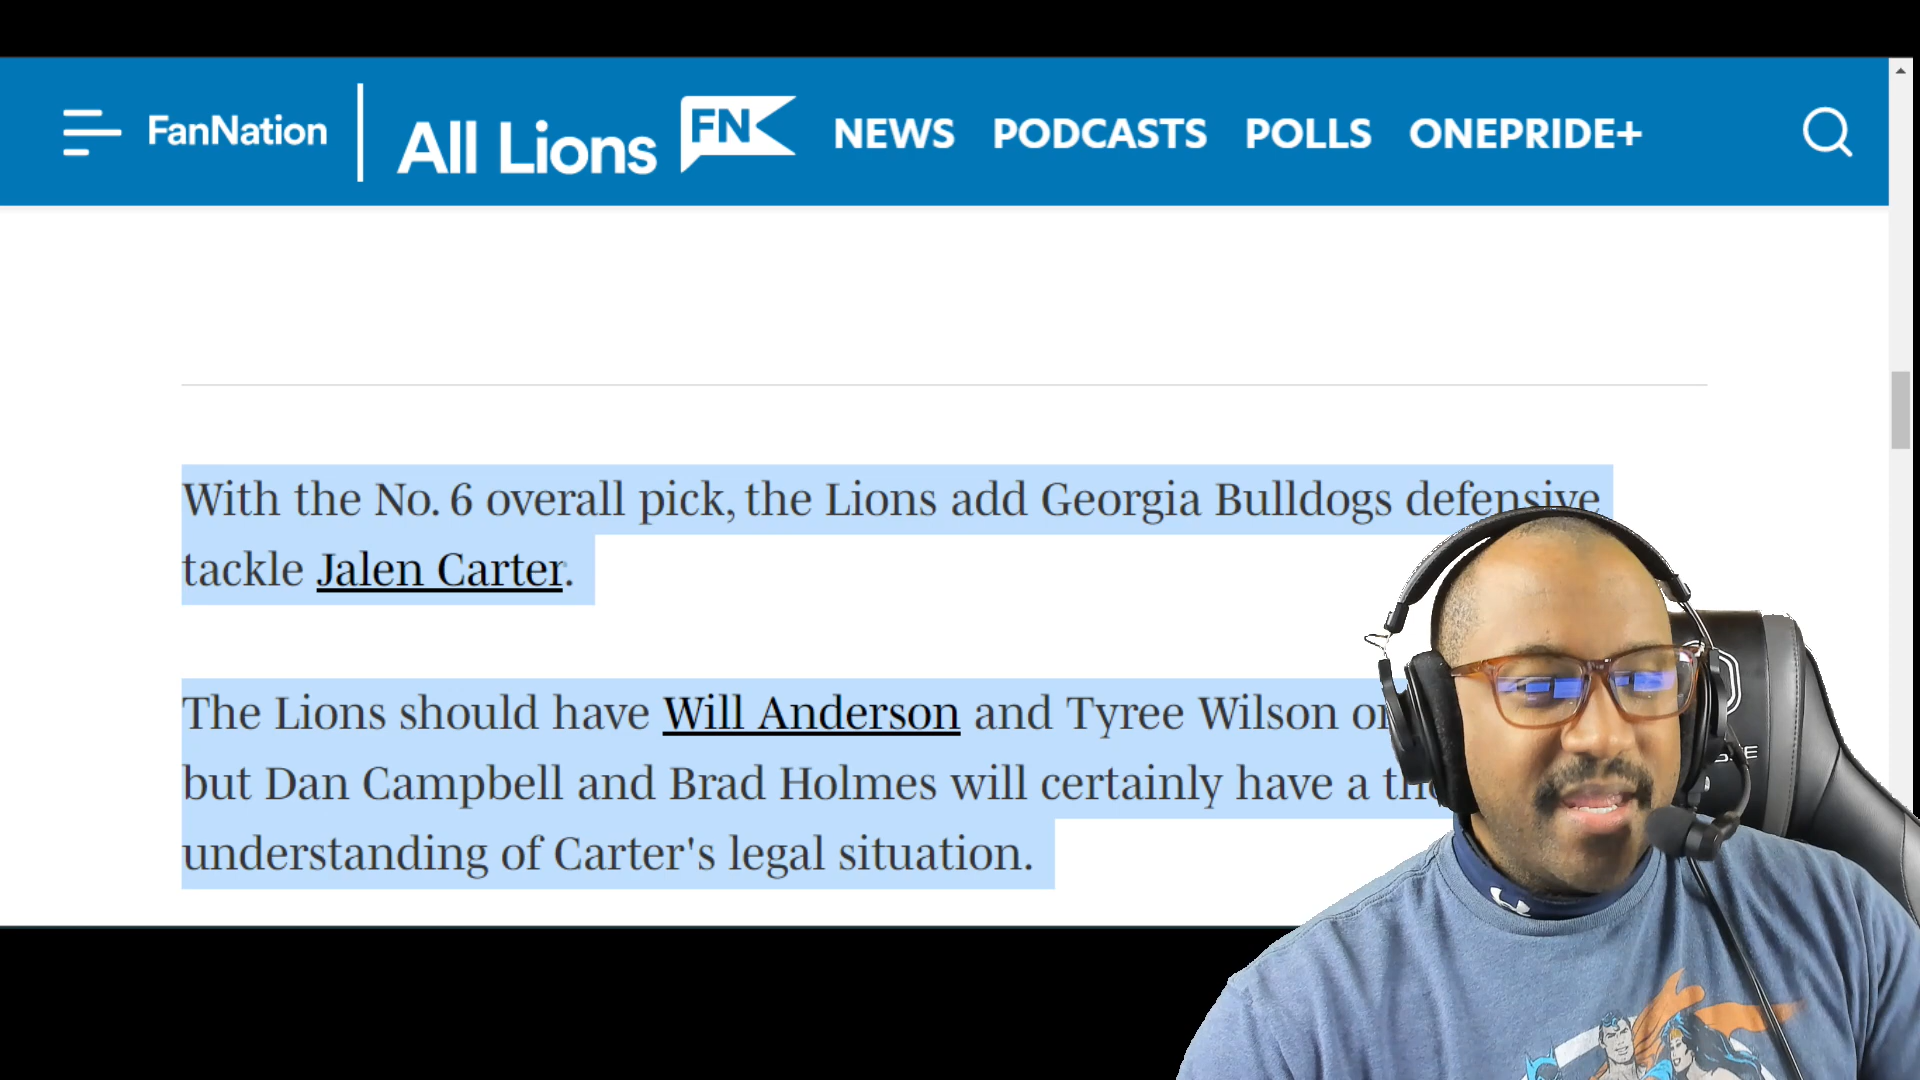 FanNation All Lions FN NEWS PODCASTS POLLS ONEPRIDE+
With the No. 6 overall pick, the Lions add Georgia Bulldogs defensive
tackle Jalen Carter.
The Lions should have Will Anderson and Tyree Wilson
but Dan Campbell and Brad Holmes will certainly have a
understanding of Carter's legal situation.